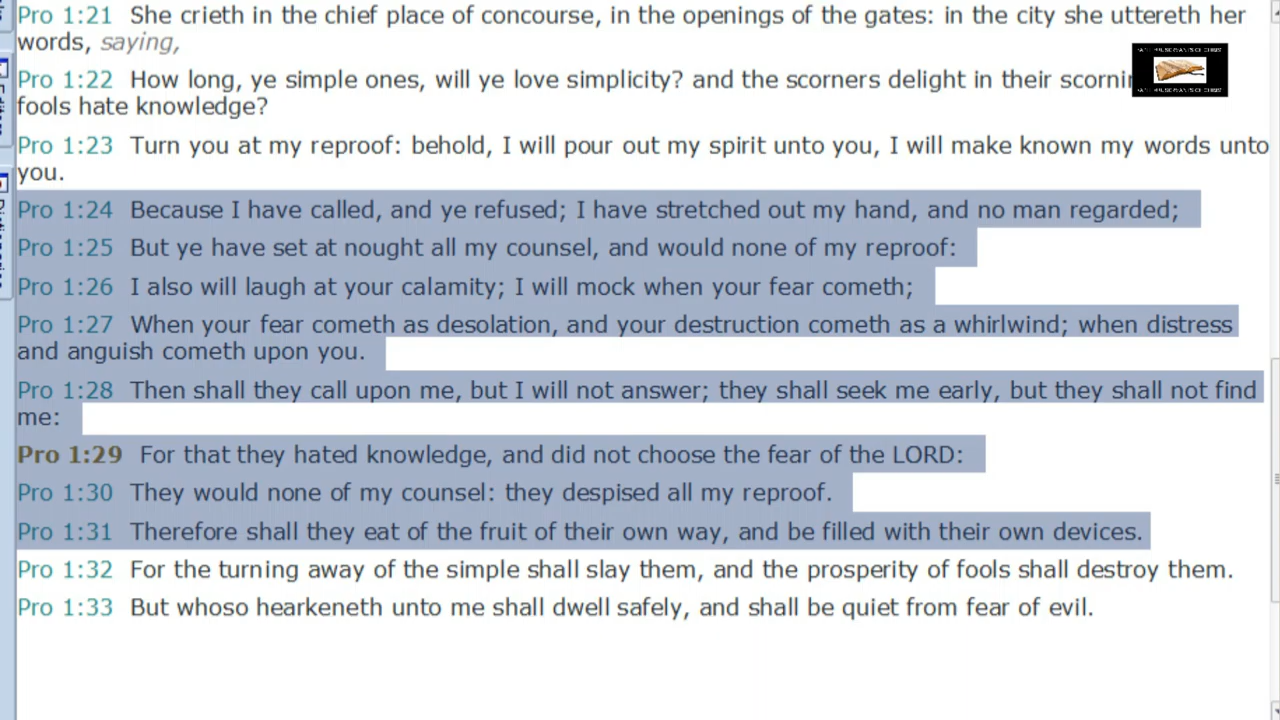 Pro 1:21 She crieth in the chief place of concourse, in the openings of the gates: in the city she uttereth her
words, saying,
Pro 1:22 How long, ye simple ones, will ye love simplicity? and the scorners delight in their
fools hate knowledge?
Pro 1:23 Turn you at my reproof: behold, I will pour out my spirit unto you, I will make known my words unto
you.
Pro 1:24 Because I have called, and ye refused; I have stretched out my hand, and no man regarded;
Pro 1:25 But ye have set at nought all my counsel, and would none of my reproof:
Pro 1:26 I also will laugh at your calamity; I will mock when your fear cometh;
Pro 1:27 When your fear cometh as desolation, and your destruction cometh as a whirlwind; when distress
and anguish cometh upon you.
Pro 1:28 Then shall they call upon me, but I will not answer; they shall seek me early, but they shall not find
me:
Pro 1:29 For that they hated knowledge, and did not choose the fear of the LORD:
Pro 1:30 They would none of my counsel: they despised all my reproof.
Pro 1:31 Therefore shall they eat of the fruit of their own way, and be filled with their own devices.
Pro 1:32 For the turning away of the simple shall slay them, and the prosperity of fools shall destroy them.
Pro 1:33 But whoso hearkeneth unto me shall dwell safely, and shall be quiet from fear of evil.